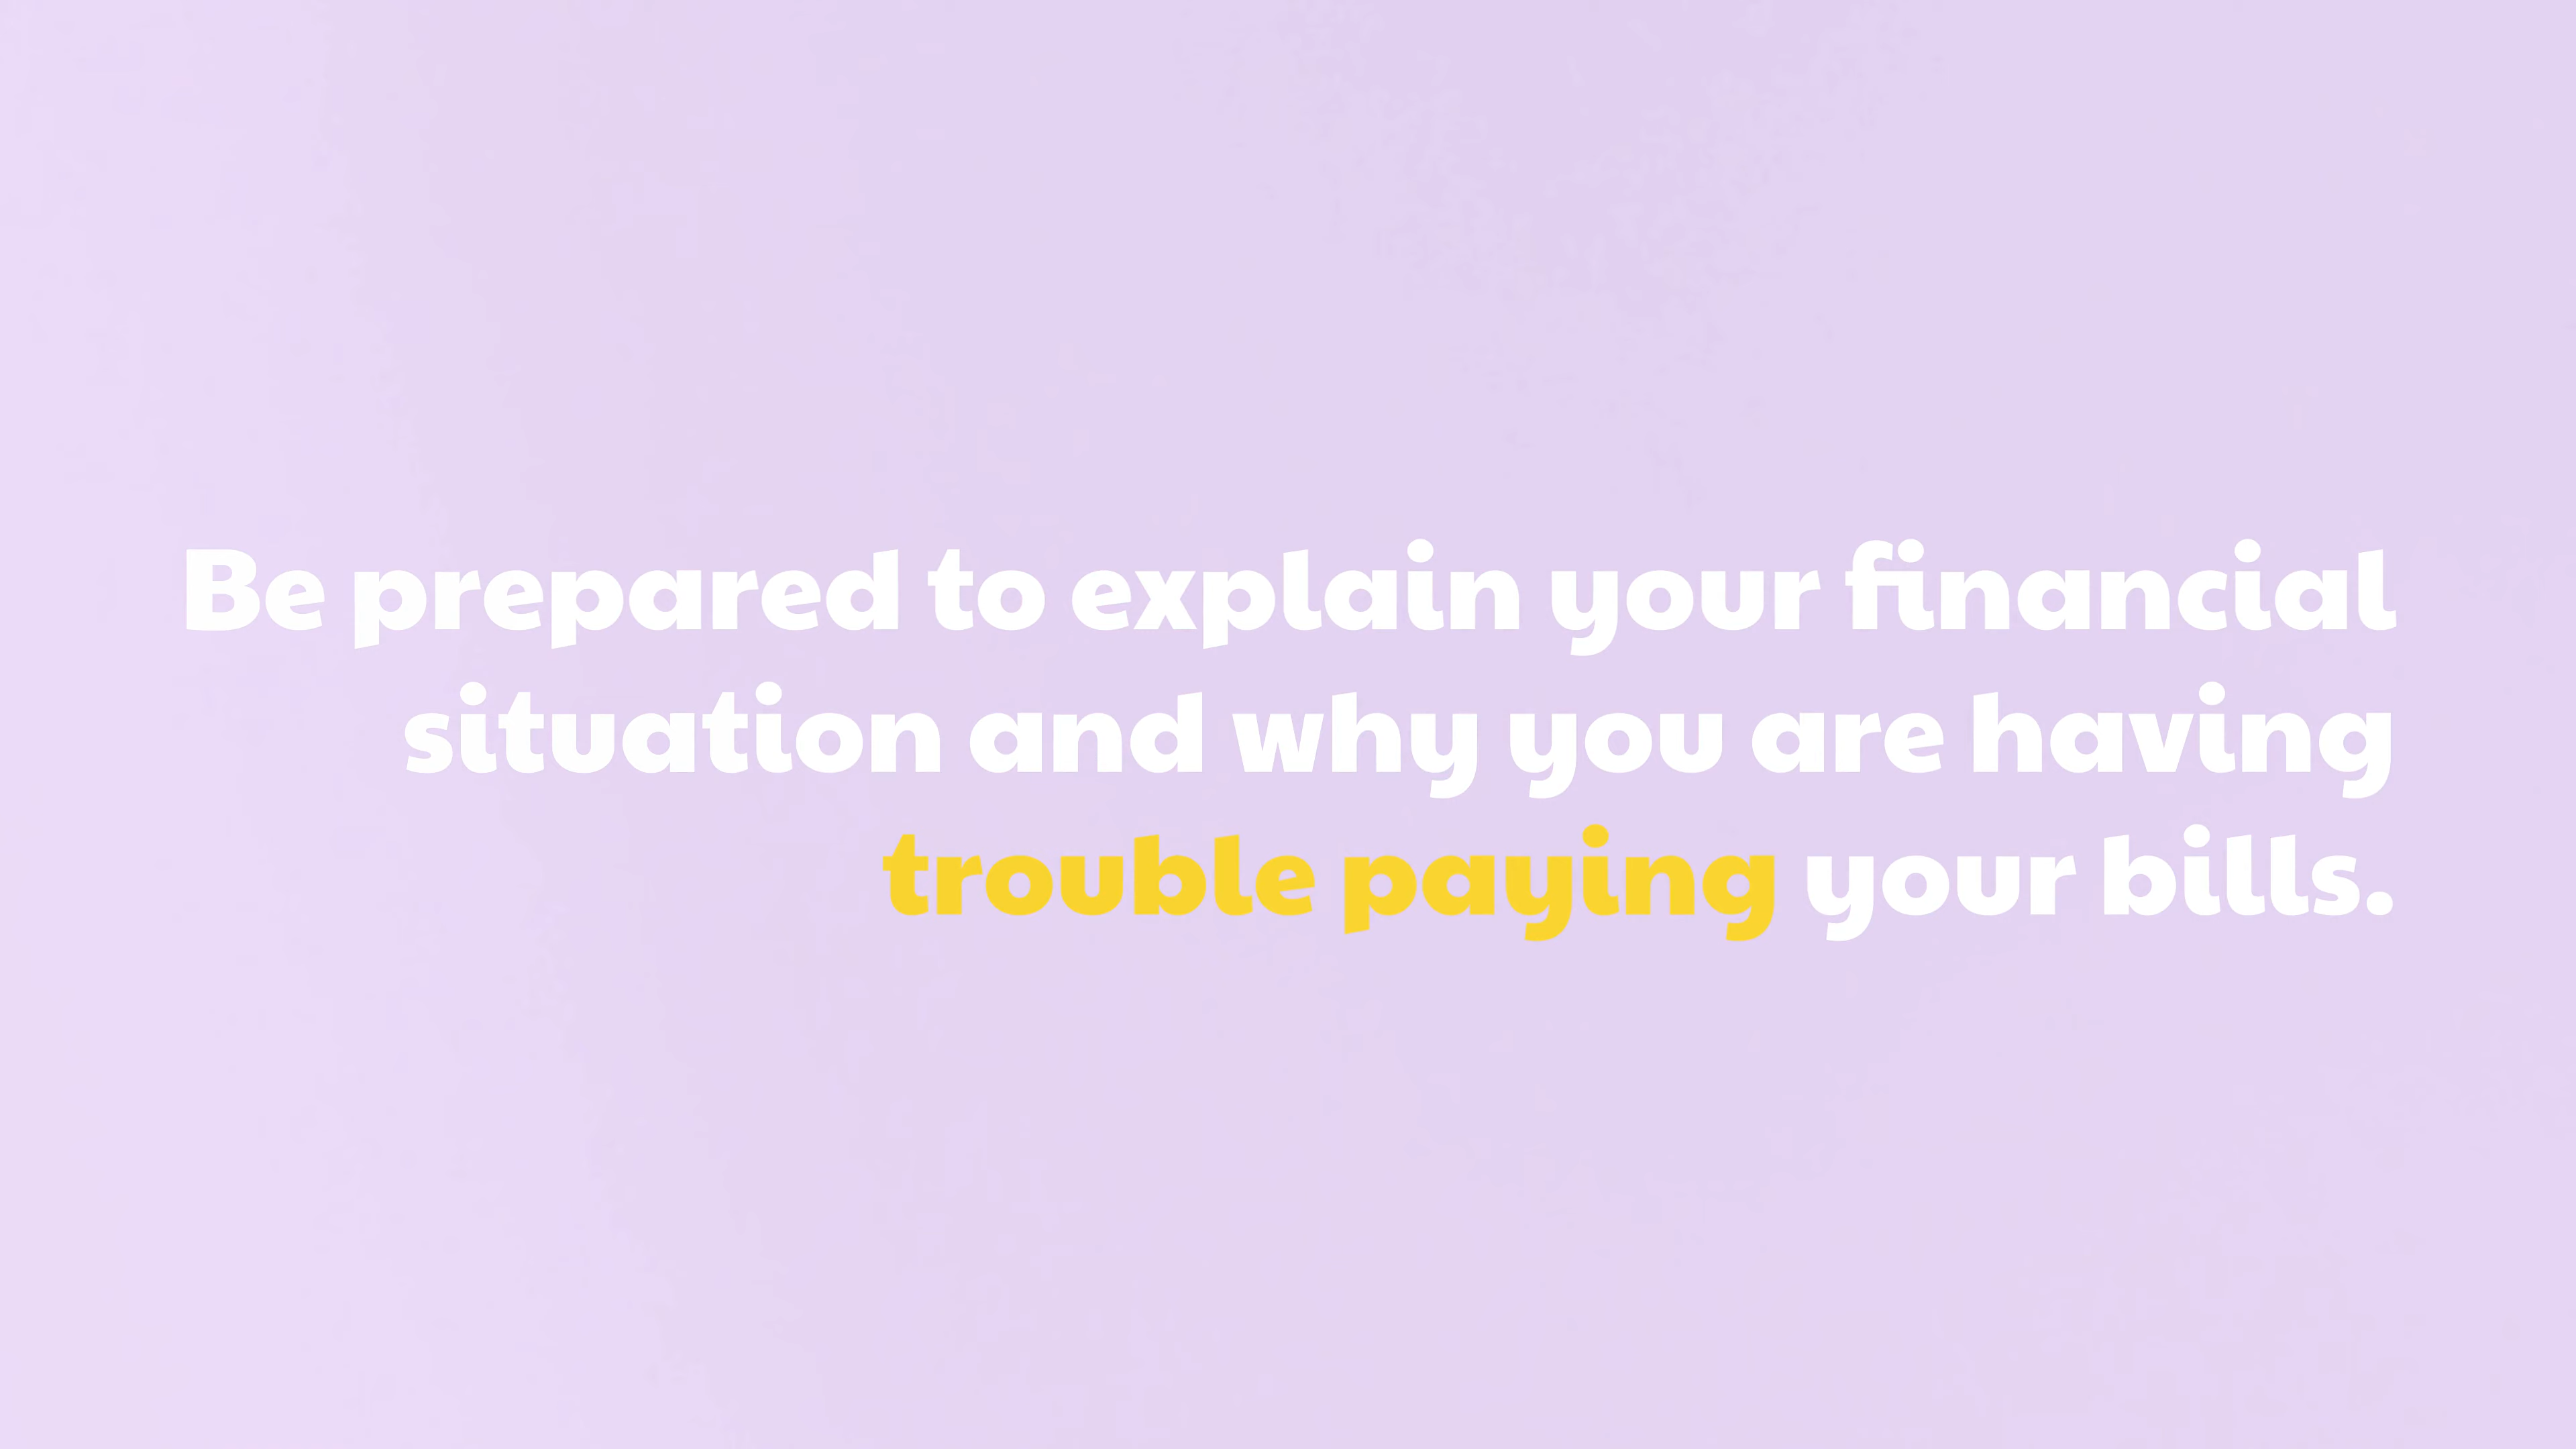 Be prepared to explain your financial
situation and why you are having
trouble paying your bills.